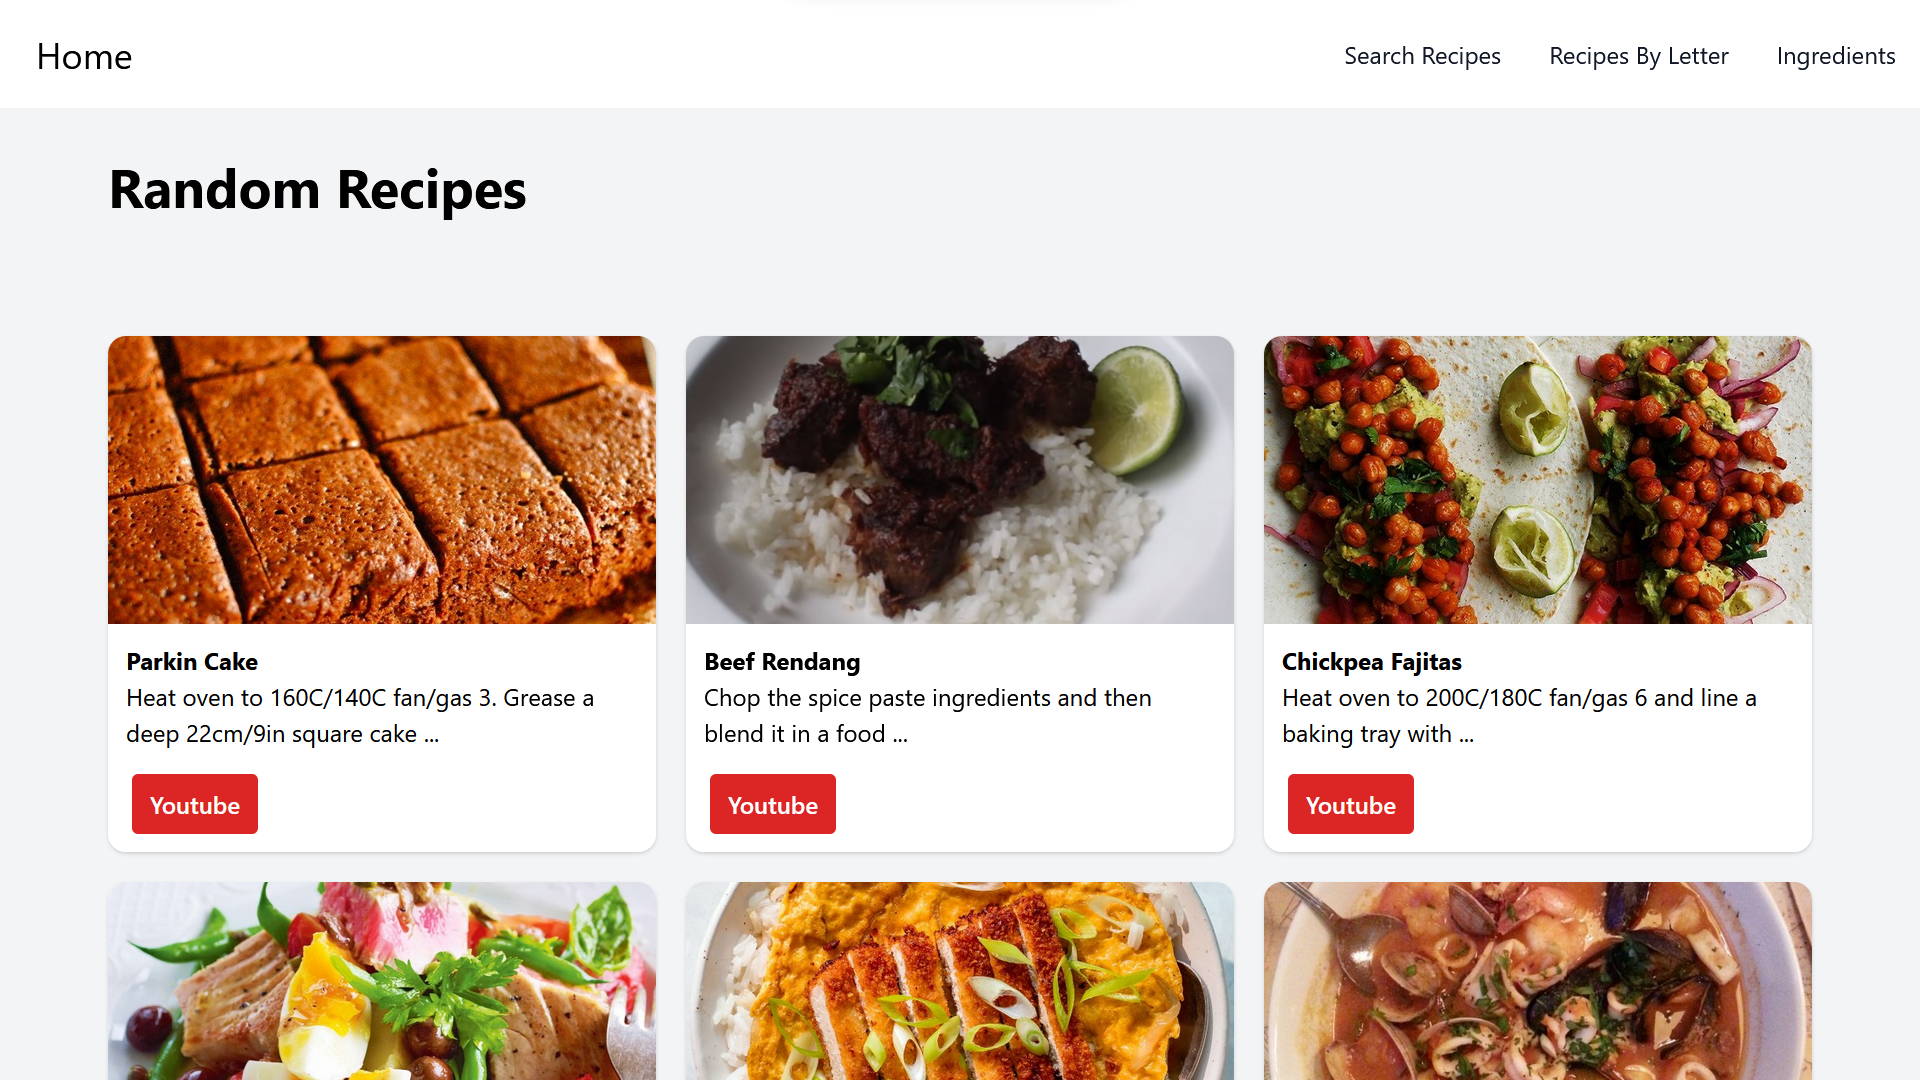 Home
Search Recipes
Recipes By Letter
Ingredients
Random Recipes
Parkin Cake
Heat oven to 160C/140C fan/gas 3. Grease a
deep 22cm/9in square cake ...
Youtube
Beef Rendang
Chop the spice paste ingredients and then
blend it in a food ...
Youtube
Chickpea Fajitas
Heat oven to 200C/180C fan/gas 6 and line a
baking tray with ...
Youtube